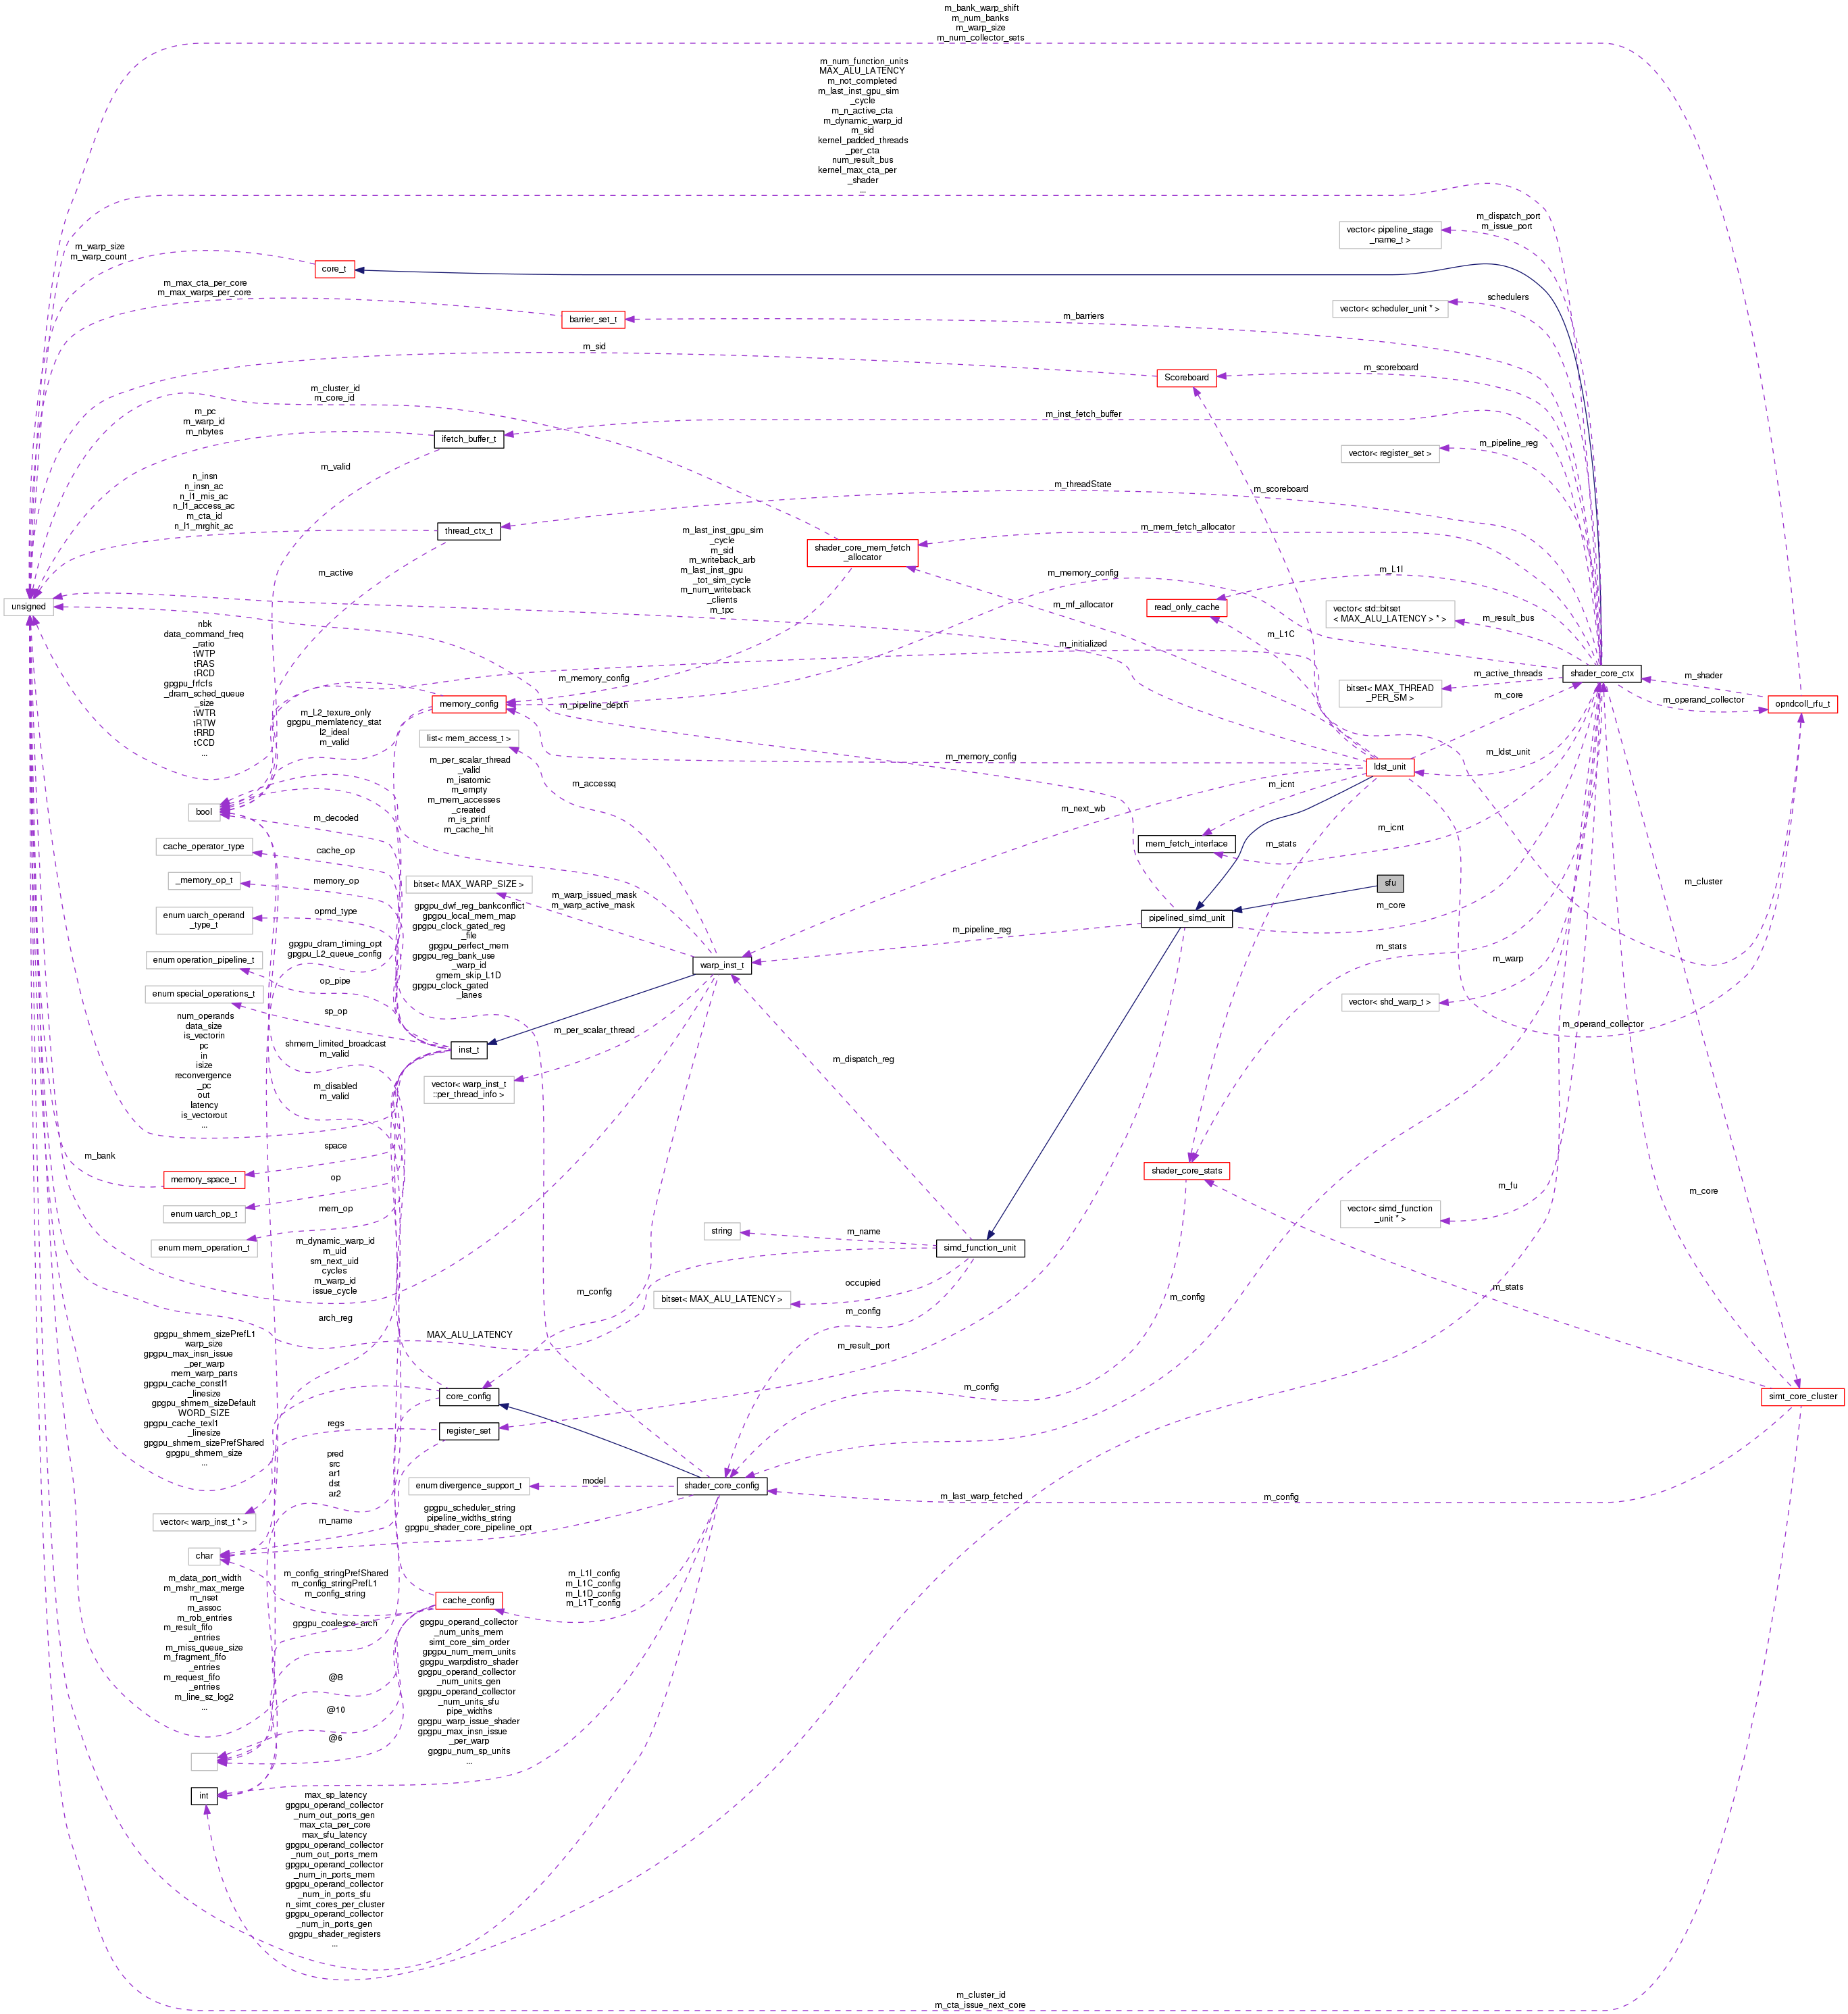 m_bank_warp_shift
m_num_banks
m_warp_size
m_num_collector_sets
m_num_function_units
MAX_ALU_LATENCY
m_not_completed
m_last_inst_gpu_sim
_cycle
m_n_active_cta
m_dynamic_warp_id
m_sid
kernel_padded_threads
_per_cta
num_result_bus
kernel_max_cta_per
_shader
...
m_dispatch_port
m_issue_port
vector< pipeline_stage
_name_t >
m_warp_size
m_warp_count
core_t
m_max_cta_per_core
m_max_warps_per_core
schedulers
vector< scheduler_unit * >
barrier_set_t
m_barriers
m_sid
Scoreboard
m_scoreboard
m_cluster_id
m_core_id
m_pc
m_warp_id
m_nbytes
ifetch_buffer_t
m_inst_fetch_buffer
vector< register_set >
m_pipeline_reg
m_valid
n_insn
n_insn_ac
n_l1_mis_ac
n_l1_access_ac
m_cta_id
n_l1_mrghit_ac
m_threadState
m_scoreboard
thread_ctx_t
m_last_inst_gpu_sim
_cycle
m_sid
m_writeback_arb
m_last_inst_gpu
_tot_sim_cycle
m_num_writeback
_clients
m_tpc
shader_core_mem_fetch
_allocator
m_mem_fetch_allocator
m_active
m_memory_config
m_L1I
unsigned
m_mf_allocator
read_only_cache
vector< std::bitset
< MAX_ALU_LATENCY > * >
m_result_bus
nbk
data_command_freq
_ratio
tWTP
tRAS
tRCD
gpgpu_frfcfs
_dram_sched_queue
_size
tWTR
tRTW
tRRD
tCCD
...
m_initialized
m_L1C
m_memory_config
shader_core_ctx
m_active_threads
bitset< MAX_THREAD
_PER_SM >
m_shader
m_core
m_operand_collector
opndcoll_rfu_t
memory_config
m_pipeline_depth
m_L2_texure_only
gpgpu_memlatency_stat
l2_ideal
m_valid
list< mem_access_t >
m_memory_config
ldst_unit
m_ldst_unit
m_per_scalar_thread
_valid
m_isatomic
m_empty
m_mem_accesses
_created
m_is_printf
m_cache_hit
m_accessq
m_icnt
bool
m_decoded
m_next_wb
mem_fetch_interface
m_icnt
m_stats
cache_operator_type
cache_op
_memory_op_t
memory_op
bitset< MAX_WARP_SIZE >
m_warp_issued_mask
m_warp_active_mask
sfu
m_cluster
enum uarch_operand
_type_t
oprnd_type
gpgpu_dwf_reg_bankconflict
gpgpu_local_mem_map
gpgpu_clock_gated_reg
_file
gpgpu_perfect_mem
gpgpu_reg_bank_use
_warp_id
gmem_skip_L1D
gpgpu_clock_gated
_lanes
pipelined_simd_unit
m_core
m_pipeline_reg
gpgpu_dram_timing_opt
gpgpu_L2_queue_config
enum operation_pipeline_t
op_pipe
warp_inst_t
m_stats
m_warp
enum special_operations_t
sp_op
vector< shd_warp_t >
num_operands
data_size
is_vectorin
pc
in
isize
reconvergence
_pc
out
latency
is_vectorout
...
m_operand_collector
m_per_scalar_thread
shmem_limited_broadcast
m_valid
inst_t
m_dispatch_reg
m_disabled
m_valid
vector< warp_inst_t
::per_thread_info >
space
m_bank
memory_space_t
shader_core_stats
op
enum uarch_op_t
m_fu
m_core
mem_op
enum mem_operation_t
string
m_name
simd_function_unit
vector< simd_function
_unit * >
m_dynamic_warp_id
m_uid
sm_next_uid
cycles
m_warp_id
issue_cycle
m_config
bitset< MAX_ALU_LATENCY >
occupied
m_stats
arch_reg
m_config
m_config
MAX_ALU_LATENCY
m_result_port
gpgpu_shmem_sizePrefL1
warp_size
gpgpu_max_insn_issue
_per_warp
mem_warp_parts
gpgpu_cache_constl1
_linesize
gpgpu_shmem_sizeDefault
WORD_SIZE
gpgpu_cache_texl1
_linesize
gpgpu_shmem_sizePrefShared
gpgpu_shmem_size
...
m_config
core_config
simt_core_cluster
regs
register_set
pred
src
ar1
dst
ar2
enum divergence_support_t
model
shader_core_config
m_last_warp_fetched
m_config
gpgpu_scheduler_string
pipeline_widths_string
gpgpu_shader_core_pipeline_opt
vector< warp_inst_t * >
m_name
char
m_data_port_width
m_mshr_max_merge
m_nset
m_assoc
m_rob_entries
m_result_fifo
_entries
m_miss_queue_size
m_fragment_fifo
_entries
m_request_fifo
_entries
m_line_sz_log2
...
m_config_stringPrefShared
m_config_stringPrefL1
m_config_string
cache_config
m_L1I_config
m_L1C_config
m_L1D_config
m_L1T_config
gpgpu_coalesce_arch
gpgpu_operand_collector
_num_units_mem
simt_core_sim_order
gpgpu_num_mem_units
gpgpu_warpdistro_shader
gpgpu_operand_collector
_num_units_gen
gpgpu_operand_collector
_num_units_sfu
pipe_widths
gpgpu_warp_issue_shader
gpgpu_max_insn_issue
_per_warp
gpgpu_num_sp_units
...
@8
@10
@6
int
max_sp_latency
gpgpu_operand_collector
_num_out_ports_gen
max_cta_per_core
max_sfu_latency
gpgpu_operand_collector
_num_out_ports_mem
gpgpu_operand_collector
_num_in_ports_mem
gpgpu_operand_collector
_num_in_ports_sfu
n_simt_cores_per_cluster
gpgpu_operand_collector
_num_in_ports_gen
gpgpu_shader_registers
...
m_cluster_id
m_cta_issue_next_core